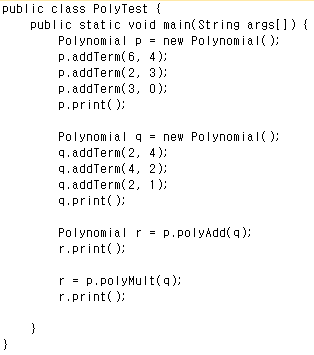 public class PolyTest {
    public static void main(String args[]) {
        Polynomial p = new Polynomial();
        p.addTerm(6, 4);
        p.addTerm(2, 3);
        p.addTerm(3, 0);
        p.print();

        Polynomial q = new Polynomial();
        q.addTerm(2, 4);
        q.addTerm(4, 2);
        q.addTerm(2, 1);
        q.print();

        Polynomial r = p.polyAdd(q);
        r.print();

        r = p.polyMult(q);
        r.print();

    }
}